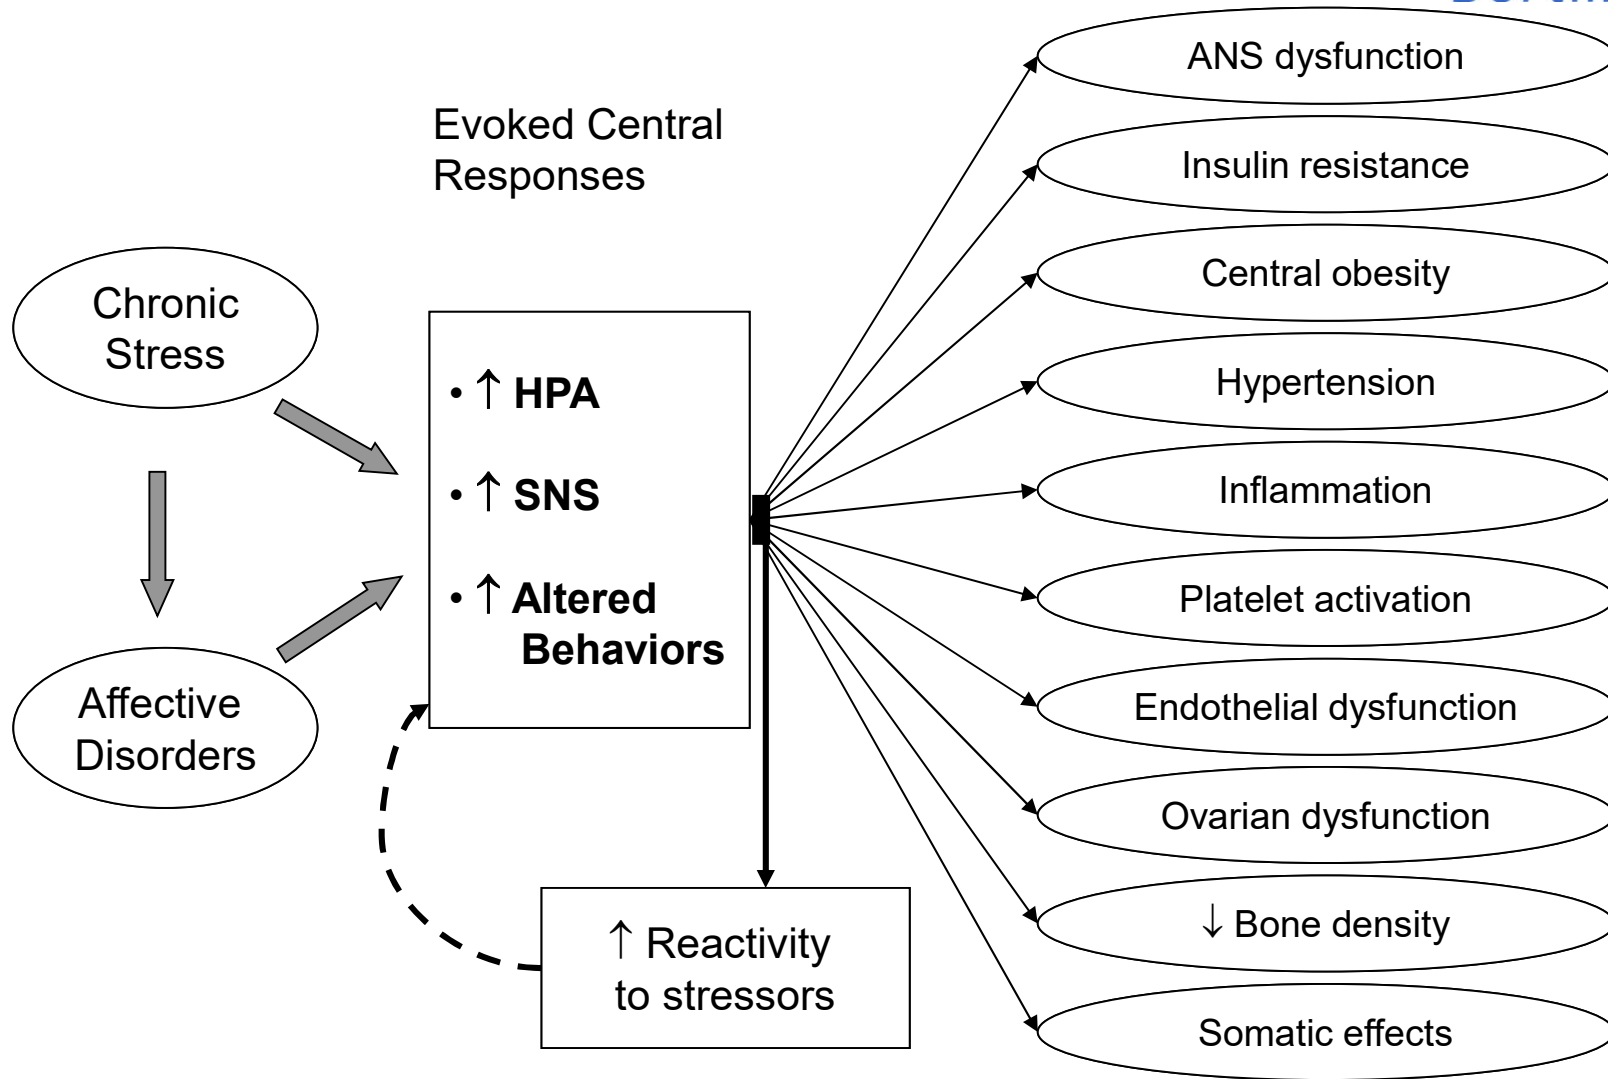 Evoked Central
Responses
Chronic
Stress
Affective
Disorders
• ↑ HPA
• ↑ SNS
• ↑ Altered
Behaviors
↑ Reactivity
to stressors
ANS dysfunction
Insulin resistance
Central obesity
Hypertension
Inflammation
Platelet activation
Endothelial dysfunction
Ovarian dysfunction
↓ Bone density
Somatic effects